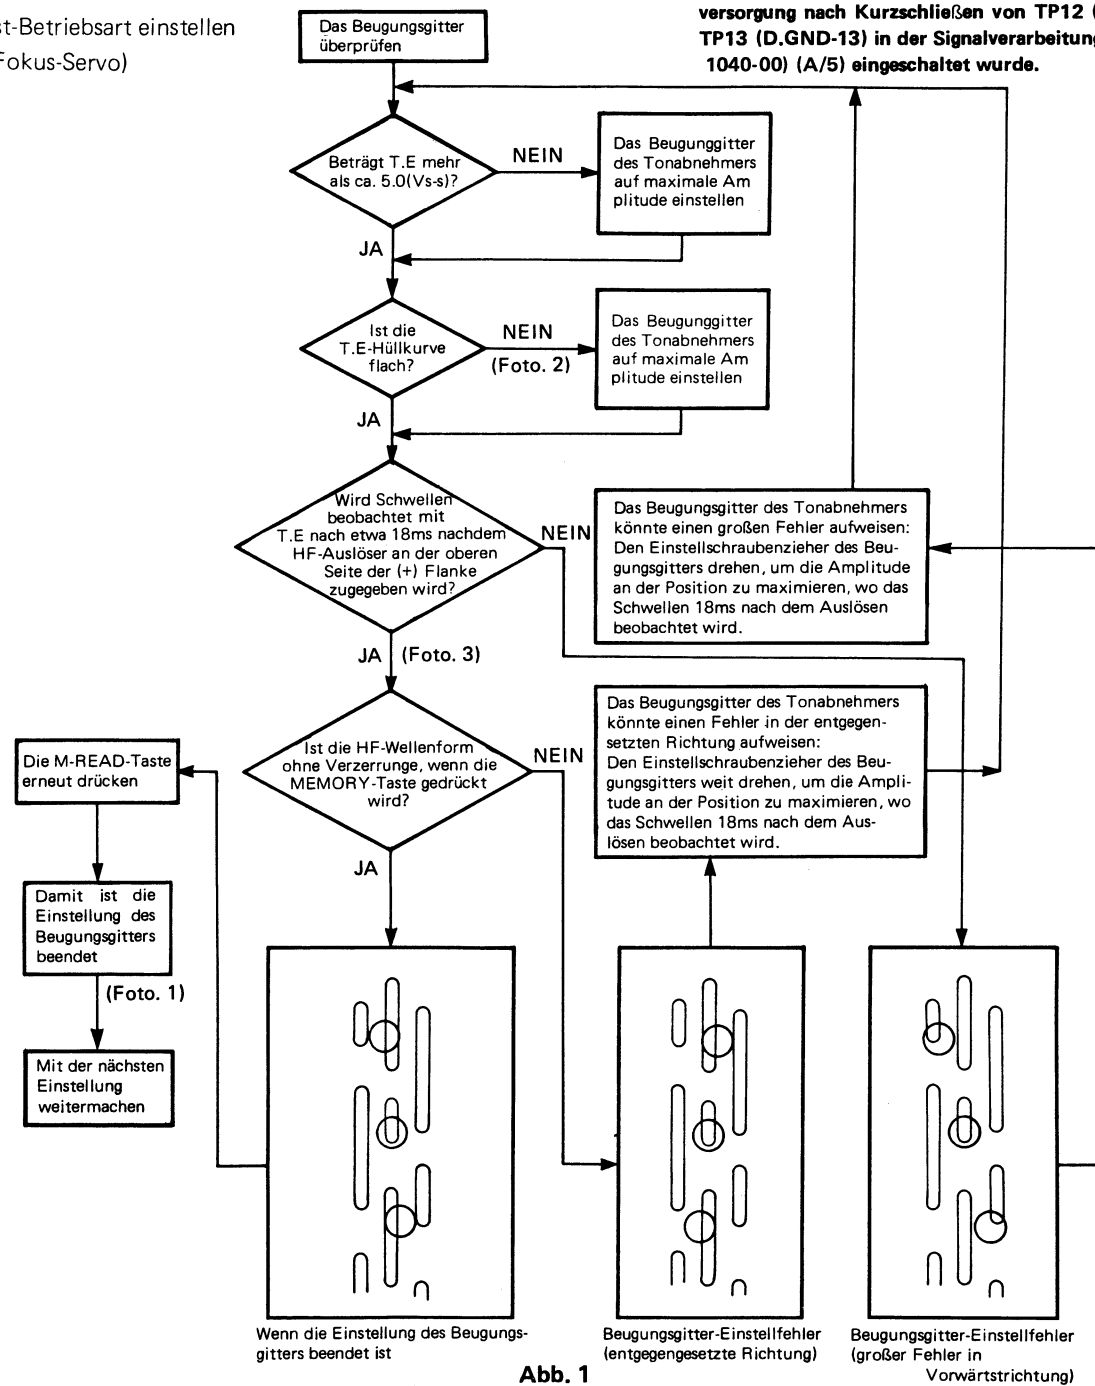 st-Betriebsart einstellen
Fokus-Servo)
versorgung nach Kurzschließen von TP12 (
TP13 (D.GND-13) in der Signalverarbeitung
1040-00) (A/5) eingeschaltet wurde.
Das Beugungsgitter
überprüfen
Beträgt T.E mehr
als ca. 5.0(Vs-s)?
NEIN
Das Beugunggitter
des Tonabnehmers
auf maximale Am
plitude einstellen
JA
Ist die
T.E-Hüllkurve
flach?
NEIN
(Foto. 2)
Das Beugunggitter
des Tonabnehmers
auf maximale Am
plitude einstellen
JA
Wird Schwellen
beobachtet mit
T.E nach etwa 18ms nachdem
HF-Auslöser an der oberen
Seite der (+) Flanke
zugegeben wird?
NEIN
Das Beugungsgitter des Tonabnehmers
könnte einen großen Fehler aufweisen:
Den Einstellschraubenzieher des Beu-
gungsgitters drehen, um die Amplitude
an der Position zu maximieren, wo das
Schwellen 18ms nach dem Auslösen
beobachtet wird.
JA
(Foto. 3)
Ist die HF-Wellenform
ohne Verzerrunge, wenn die
MEMORY-Taste gedrückt
wird?
NEIN
Das Beugungsgitter des Tonabnehmers
könnte einen Fehler in der entgegen-
setzten Richtung aufweisen:
Den Einstellschraubenzieher des Beu-
gungsgitters weit drehen, um die Ampli-
tude an der Position zu maximieren, wo
das Schwellen 18ms nach dem Aus-
lösen beobachtet wird.
JA
Die M-READ-Taste
erneut drücken
Damit ist die
Einstellung des
Beugungsgitters
beendet
(Foto. 1)
Mit der nächsten
Einstellung
weitermachen
Wenn die Einstellung des Beugungs-
gitters beendet ist
Beugungsgitter-Einstellfehler
(entgegengesetzte Richtung)
Beugungsgitter-Einstellfehler
(großer Fehler in
Vorwärtstrichtung)
Abb. 1